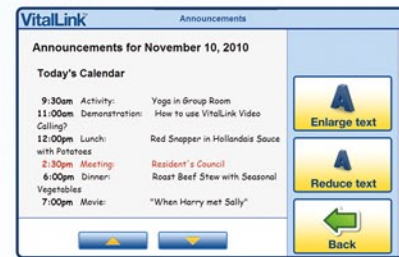 VitalLink
Announcements
Announcements for November 10, 2010
Today's Calendar
9:30am Activity: Yoga in Group Room
11:00am Demonstration: How to use VitalLink Video
Calling?
12:00pm Lunch: Red Snapper in Hollandais Sauce
with Potatoes
2:30pm Meeting: Resident's Council
6:00pm Dinner: Roast Beef Stew with Seasonal
Vegetables
7:00pm Movie: "When Harry met Sally"
A
Enlarge text
A
Reduce text
Back